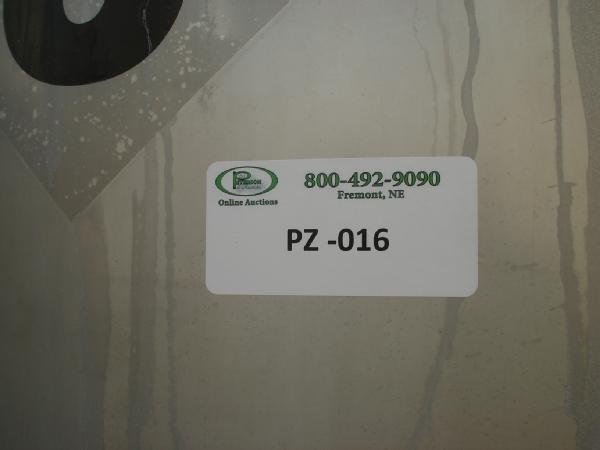 800-492-9090
Fremont, NE
Online Auctions
PZ -016